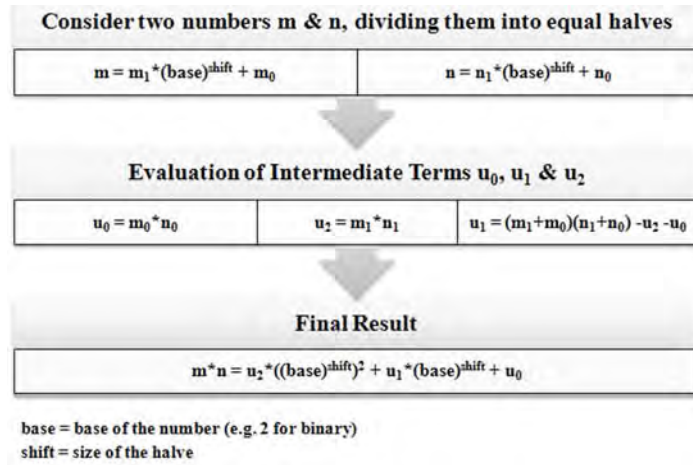 Consider two numbers m & n, dividing them into equal halves
m = m₁*(base)ˢʰⁱᶠᵗ + m₀
n = n₁*(base)ˢʰⁱᶠᵗ + n₀
Evaluation of Intermediate Terms u₀, u₁ & u₂
u₀ = m₀*n₀
u₂ = m₁*n₁
u₁ = (m₁+m₀)(n₁+n₀) -u₂ -u₀
Final Result
m*n = u₂*((base)ˢʰⁱᶠᵗ)² + u₁*(base)ˢʰⁱᶠᵗ + u₀
base = base of the number (e.g. 2 for binary)
shift = size of the halve